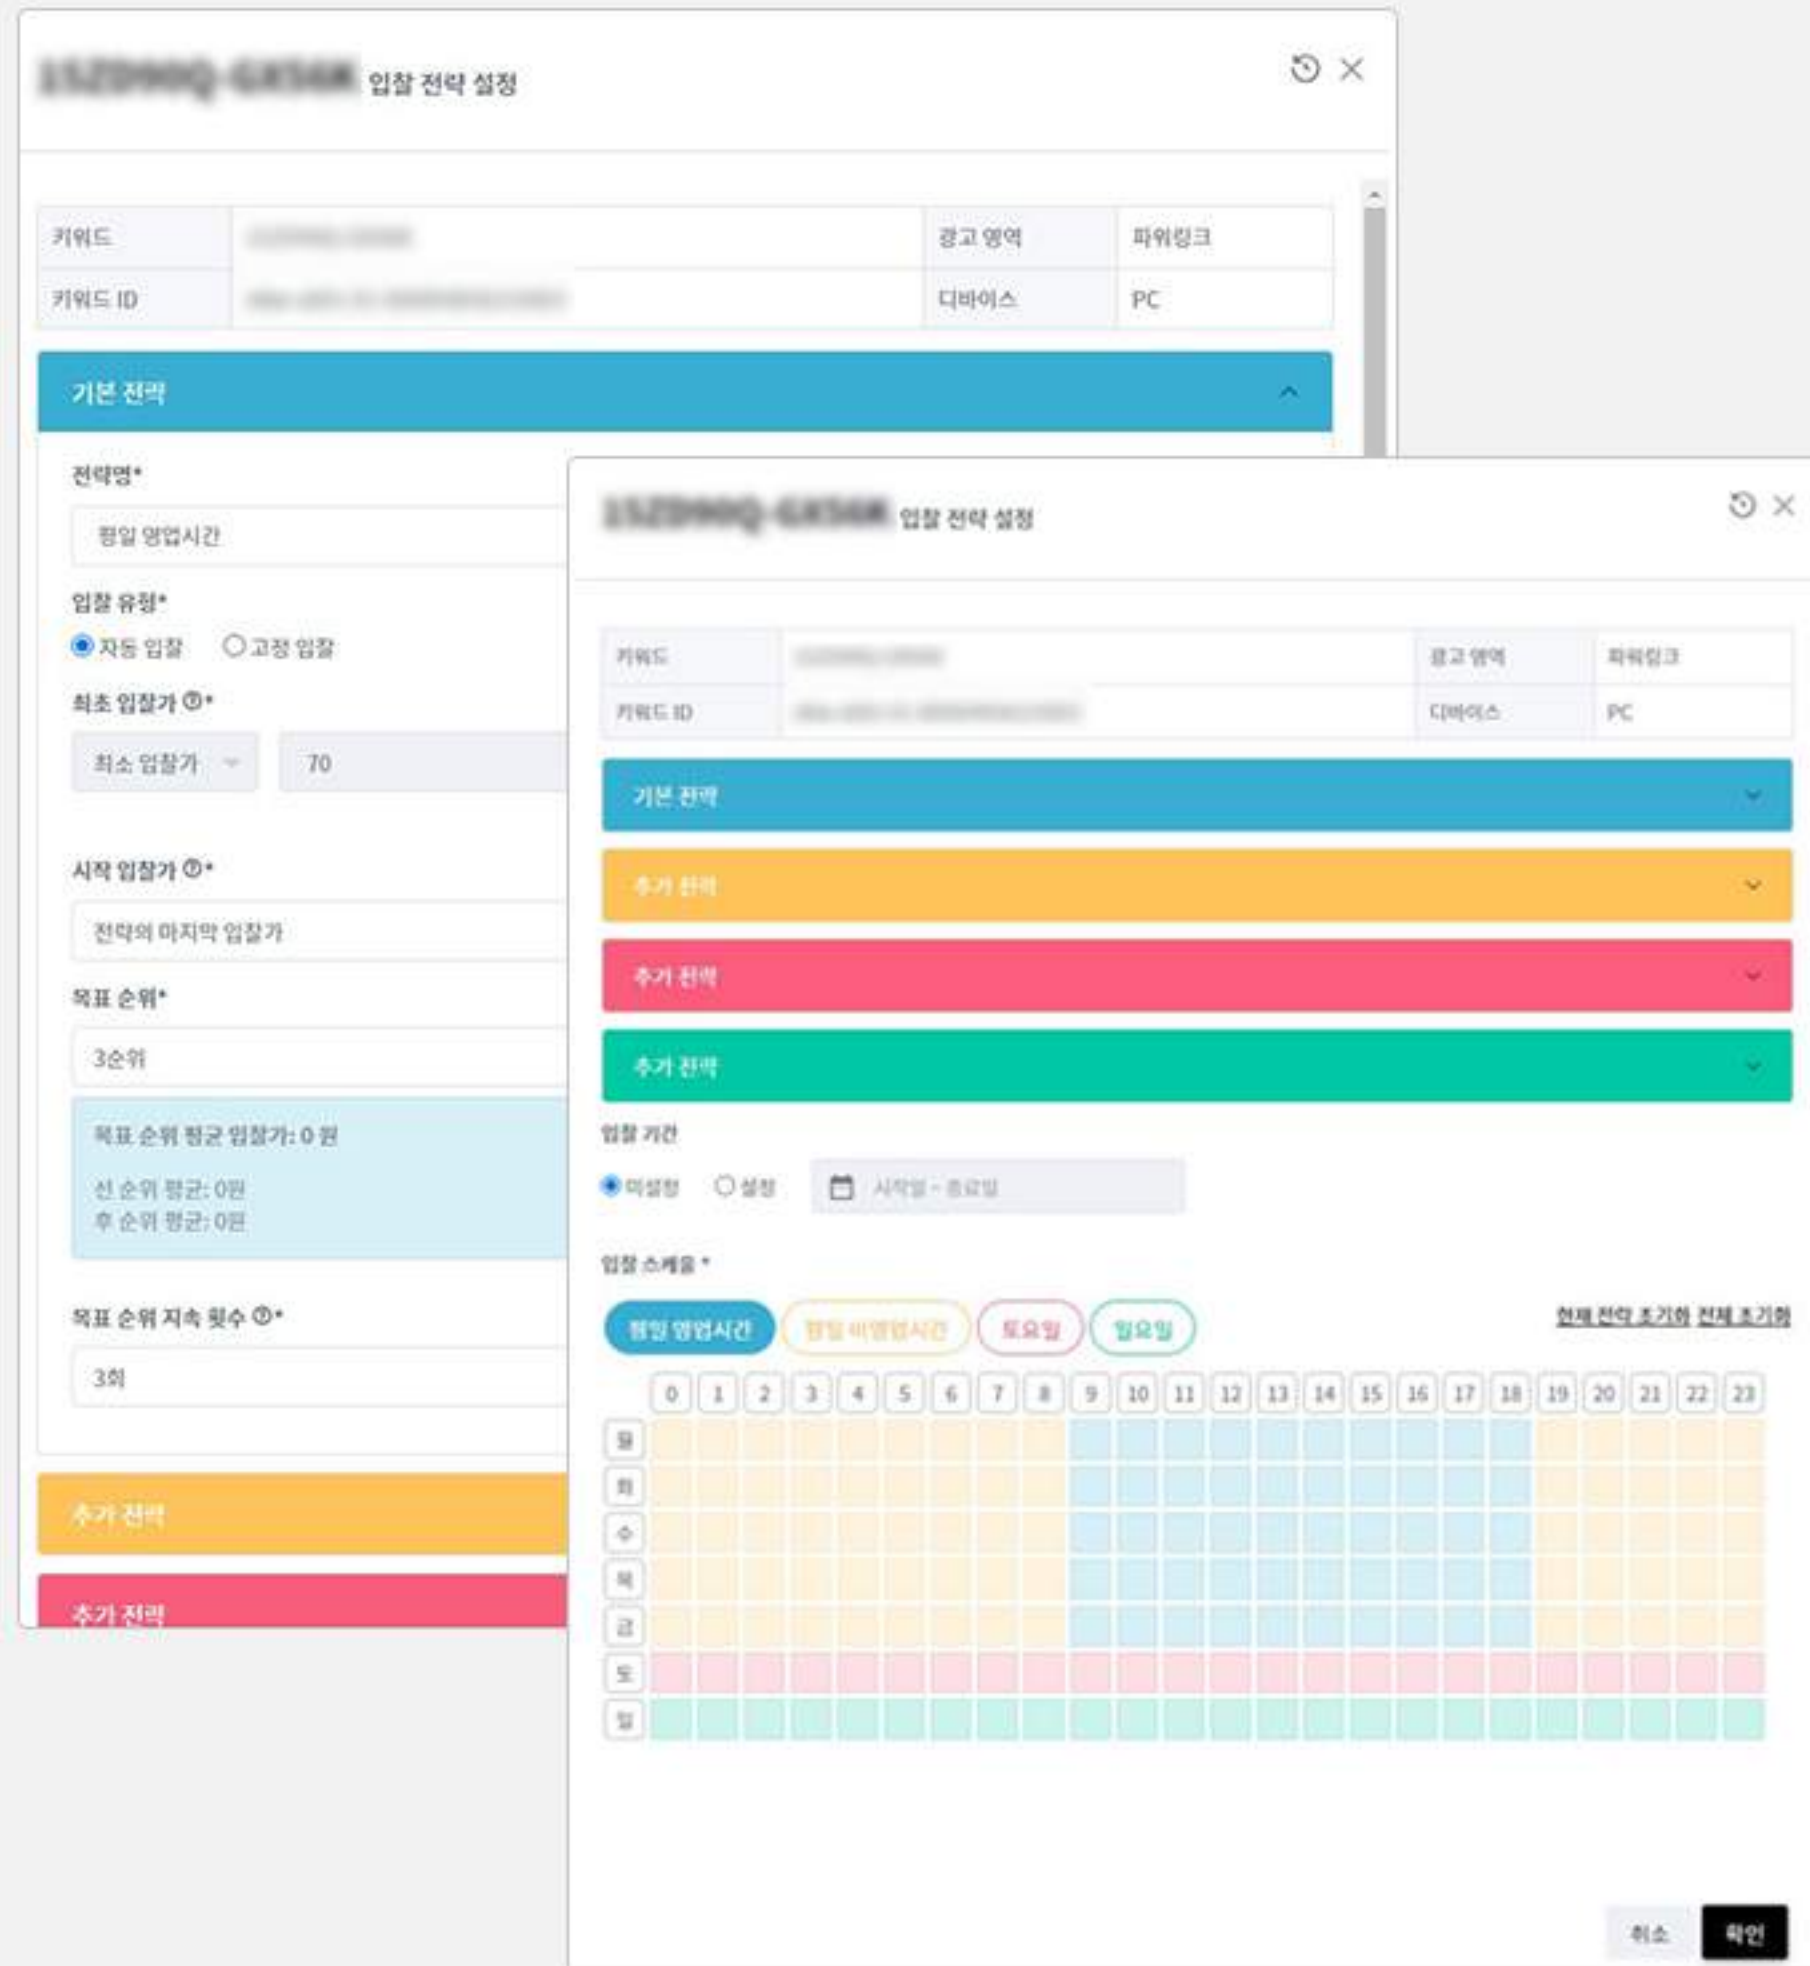 입찰 전략 설정
키워드 광고 영역 파워링크
키워드 ID 디바이스 PC
기본 전략
전략명*
평일 영업시간
입찰 유형*
자동 입찰 고정 입찰
최초 입찰가 ?*
최소 입찰가 70
시작 입찰가 ?*
전략의 마지막 입찰가
목표 순위*
3순위
목표 순위 평균 입찰가: 0 원
선 순위 평균: 0원
후 순위 평균: 0원
목표 순위 지속 횟수 ?*
3회
추가 전략
추가 전략
입찰 전략 설정
키워드 광고 영역 파워링크
키워드 ID 디바이스 PC
기본 전략
추가 전략
추가 전략
추가 전략
입찰 기간
미설정 설정 시작일 - 종료일
입찰 스케줄 *
평일 영업시간 평일 비영업시간 토요일 일요일 현재 전략 초기화 전체 초기화
0 1 2 3 4 5 6 7 8 9 10 11 12 13 14 15 16 17 18 19 20 21 22 23
월
화
수
목
금
토
일
취소 확인